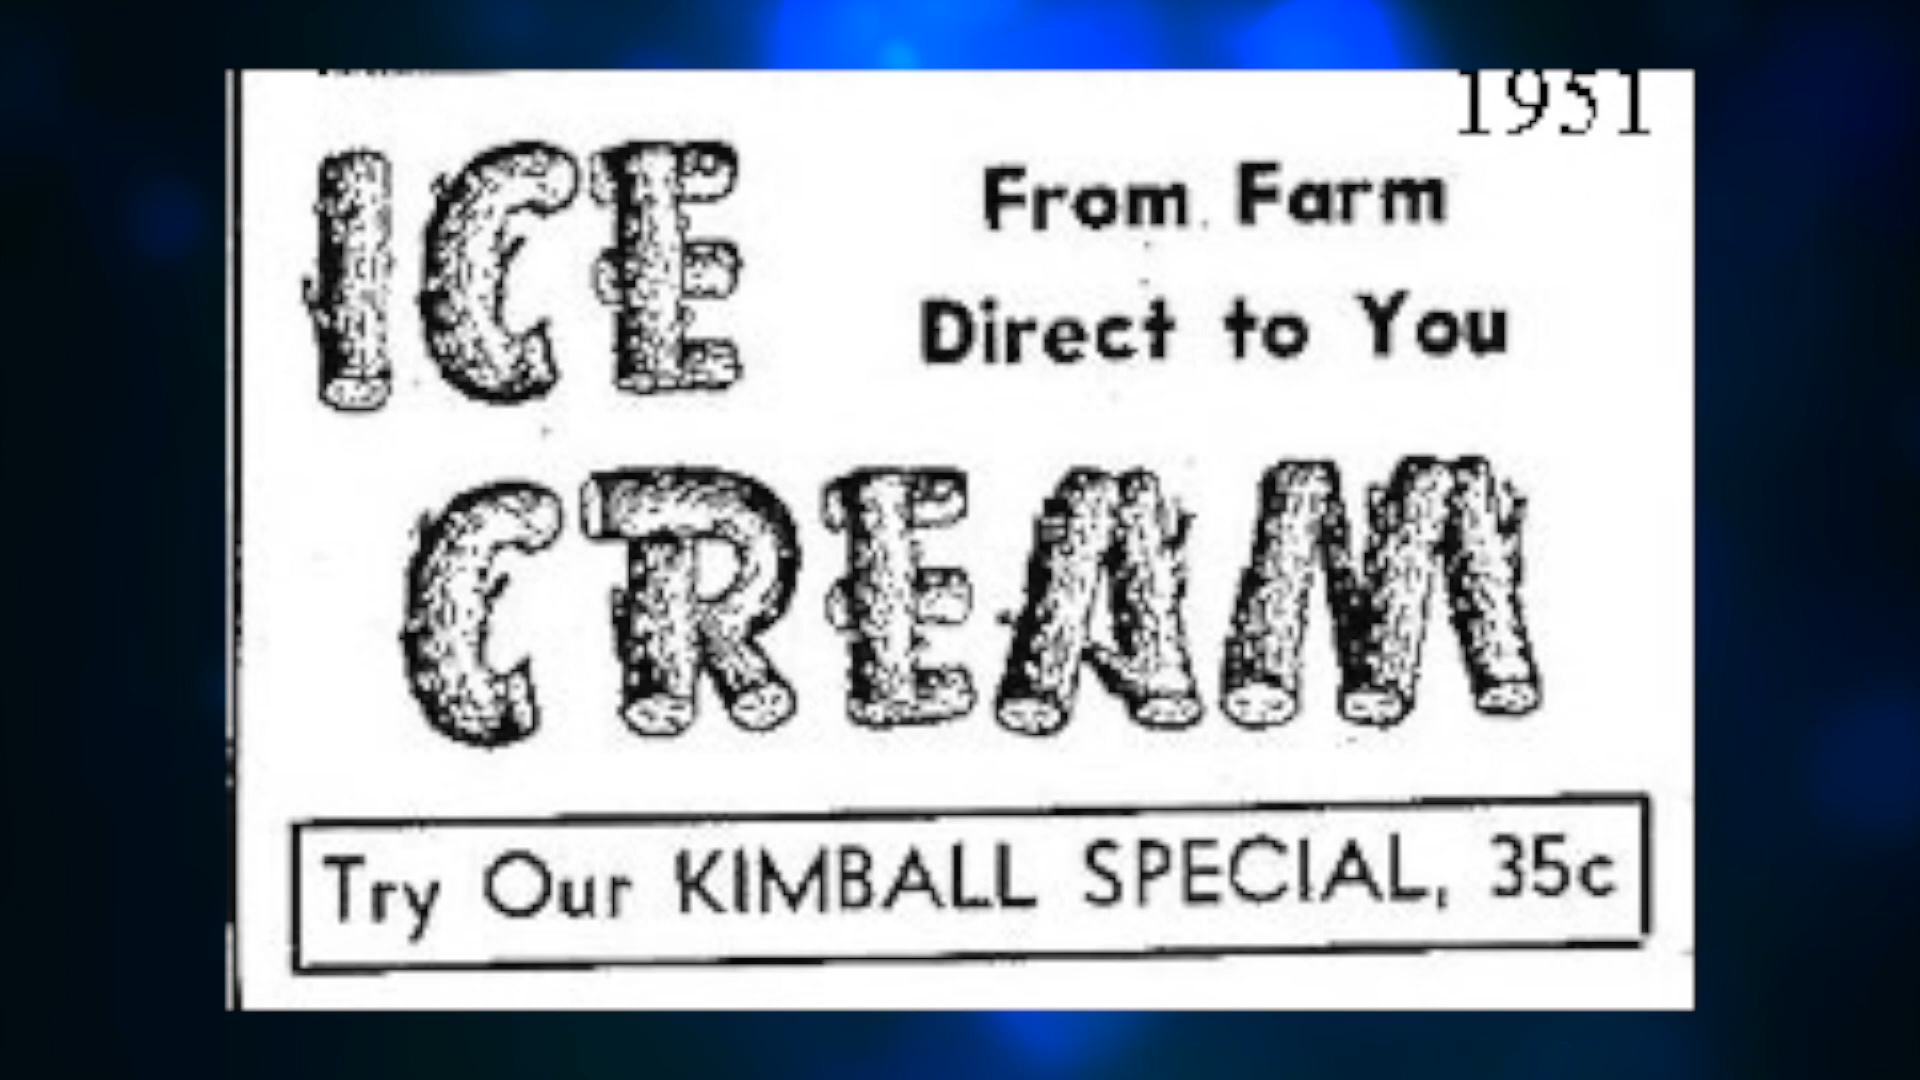 1951
ICE
From Farm
Direct to You
CREAM
Try Our KIMBALL SPECIAL, 35c